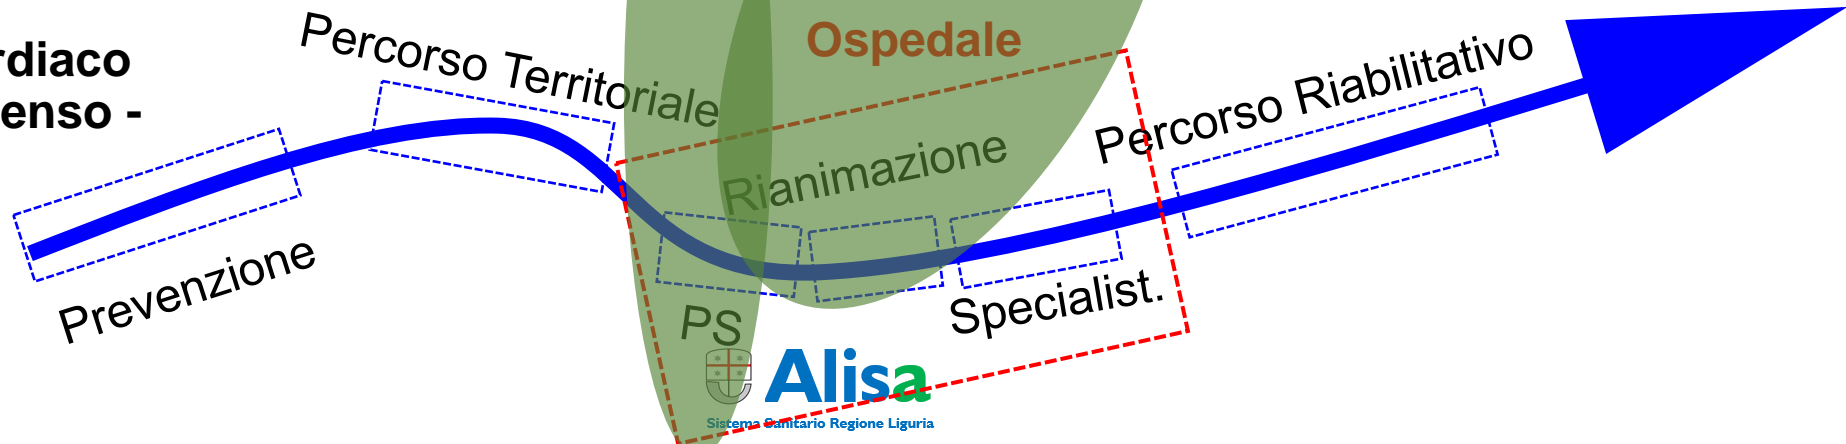 rdiaco
enso -
Percorso Territoriale
Ospedale
Percorso Riabilitativo
Rianimazione
Prevenzione
Specialist.
PS
Alisa
Sistema Sanitario Regione Liguria